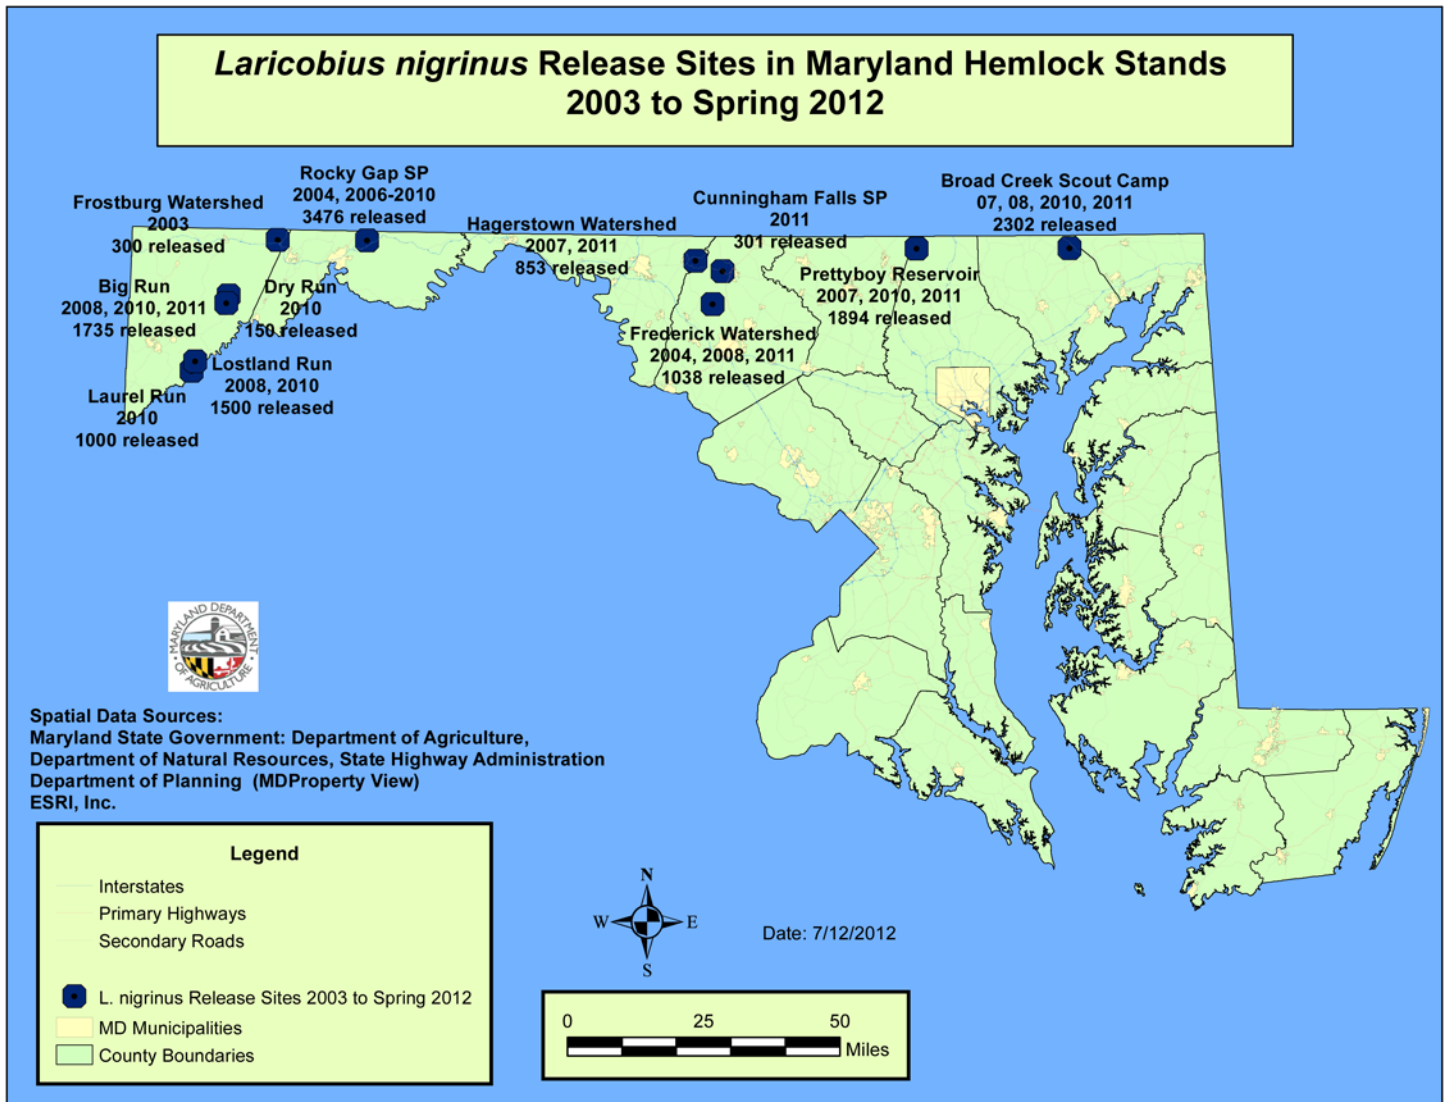 Laricobius nigrinus Release Sites in Maryland Hemlock Stands
2003 to Spring 2012
Rocky Gap SP
2004, 2006-2010
3476 released
Frostburg Watershed
2003
300 released
Hagerstown Watershed
2007, 2011
853 released
Cunningham Falls SP
2011
301 released
Broad Creek Scout Camp
07, 08, 2010, 2011
2302 released
Big Run
2008, 2010, 2011
1735 released
Dry Run
2010
150 released
Prettyboy Reservoir
2007, 2010, 2011
1894 released
Frederick Watershed
2004, 2008, 2011
1038 released
Lostland Run
2008, 2010
1500 released
Laurel Run
2010
1000 released
MARYLAND DEPARTMENT
OF AGRICULTURE
Spatial Data Sources:
Maryland State Government: Department of Agriculture,
Department of Natural Resources, State Highway Administration
Department of Planning (MDProperty View)
ESRI, Inc.
Legend
Interstates
Primary Highways
Secondary Roads
L. nigrinus Release Sites 2003 to Spring 2012
MD Municipalities
County Boundaries
N
W E
S
Date: 7/12/2012
0 25 50
Miles